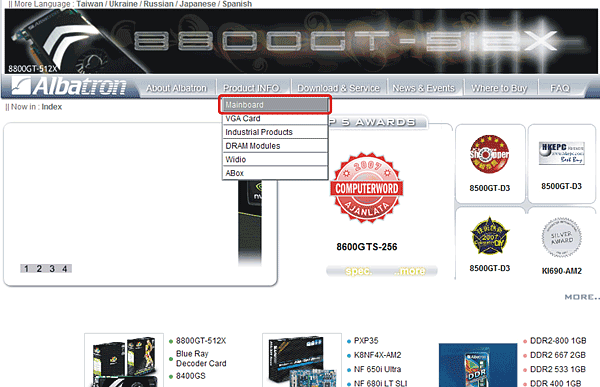 || More Language : Taiwan / Ukraine / Russian / Japanese / Spanish
8800GT-512X
8800GT-512X
Albatron
About Albatron Product INFO Download & Service News & Events Where to Buy FAQ
|| Now in : Index
Mainboard
VGA Card
Industrial Products
DRAM Modules
Widio
ABox
P 5 AWARDS
2007
COMPUTERWORD
AJANLATA
8600GTS-256
spec ...more
8500GT-D3
HKEPC
Best Buy
8500GT-D3
2007
DIY
8500GT-D3
SILVER
AWARD
KI690-AM2
MORE..
1 2 3 4
8800GT-512X
Blue Ray
Decoder Card
8400GS
PXP35
K8NF4X-AM2
NF 650i Ultra
NF 680i LT SLI
DDR2-800 1GB
DDR2 667 2GB
DDR2 533 1GB
DDR 400 1GB